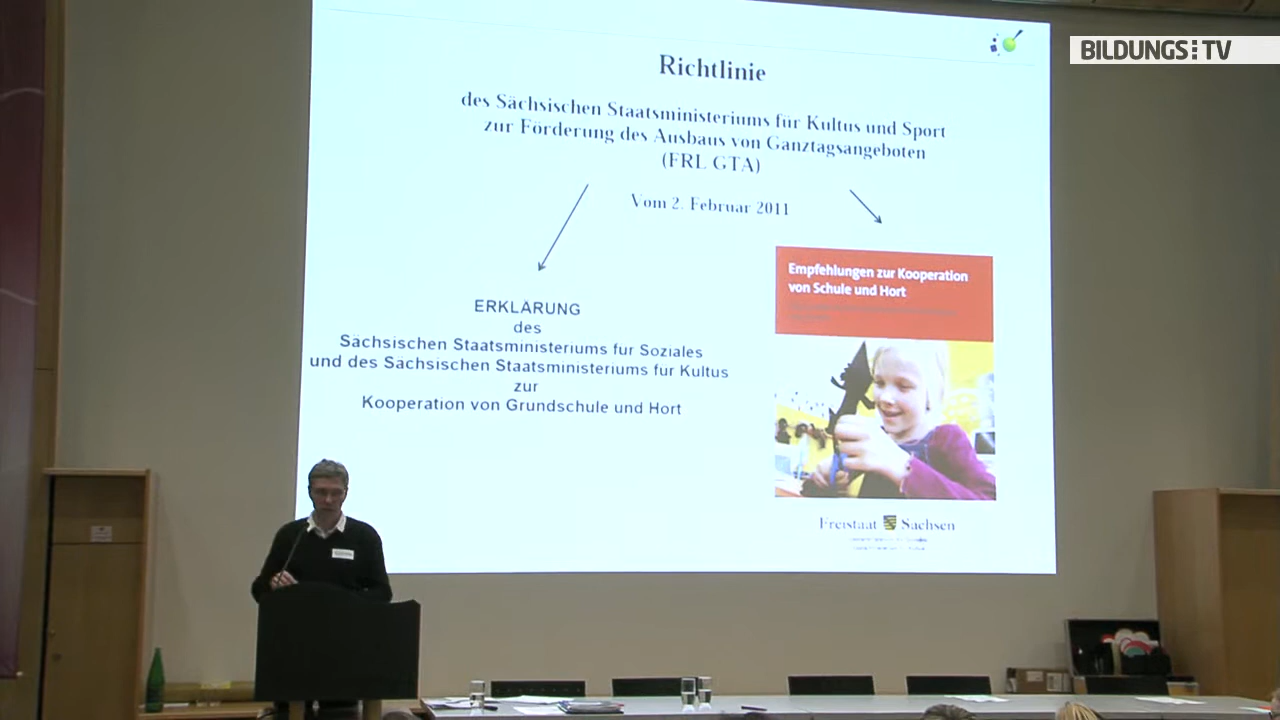 BILDUNGS TV
Richtlinie
des Sächsischen Staatsministeriums für Kultus und Sport
zur Förderung des Ausbaus von Ganztagsangeboten
(FRL GTA)
Vom 2. Februar 2011
ERKLÄRUNG
des
Sächsischen Staatsministeriums fur Soziales
und des Sächsischen Staatsministeriums fur Kultus
zur
Kooperation von Grundschule und Hort
Empfehlungen zur Kooperation
von Schule und Hort
Freistaat Sachsen